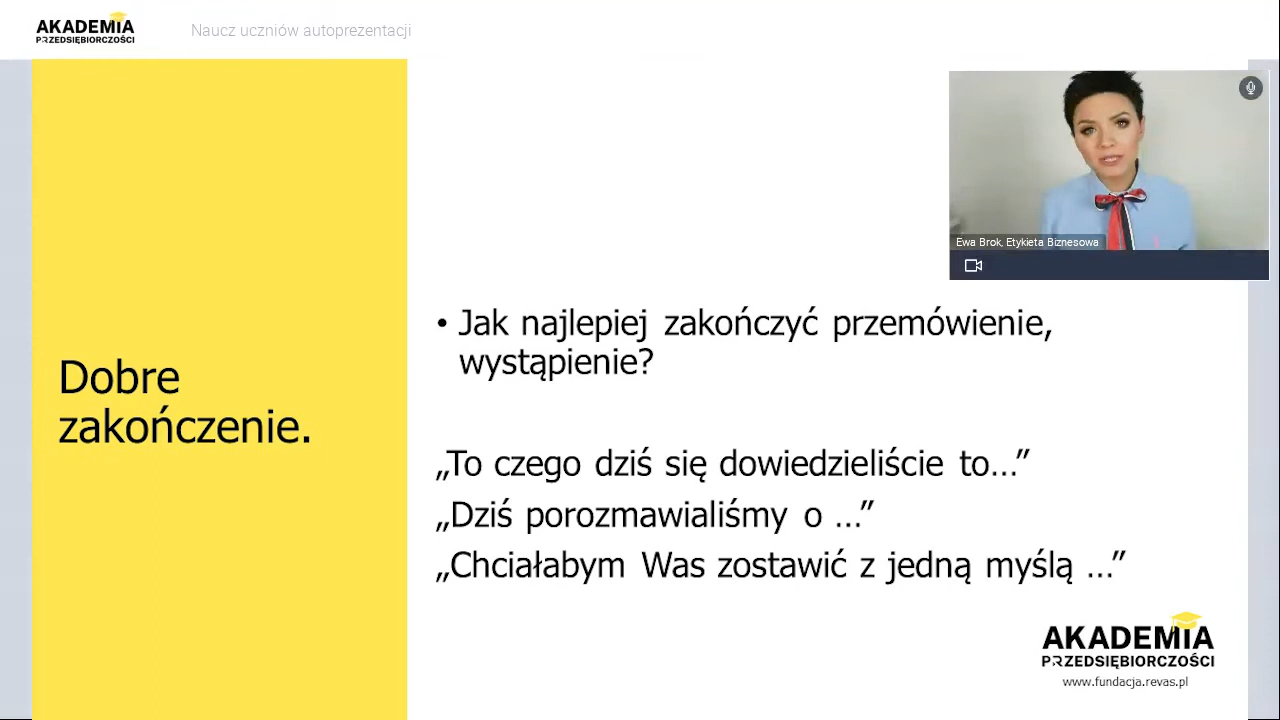 AKADEMIA
PRZEDSIĘBIORCZOŚCI
Naucz uczniów autoprezentacji
Ewa Brok, Etykieta Biznesowa
Dobre
zakończenie.
• Jak najlepiej zakończyć przemówienie,
wystąpienie?
„To czego dziś się dowiedzieliście to...”
„Dziś porozmawialiśmy o ...”
„Chciałabym Was zostawić z jedną myślą ...”
AKADEMIA
PRZEDSIĘBIORCZOŚCI
www.fundacja.revas.pl